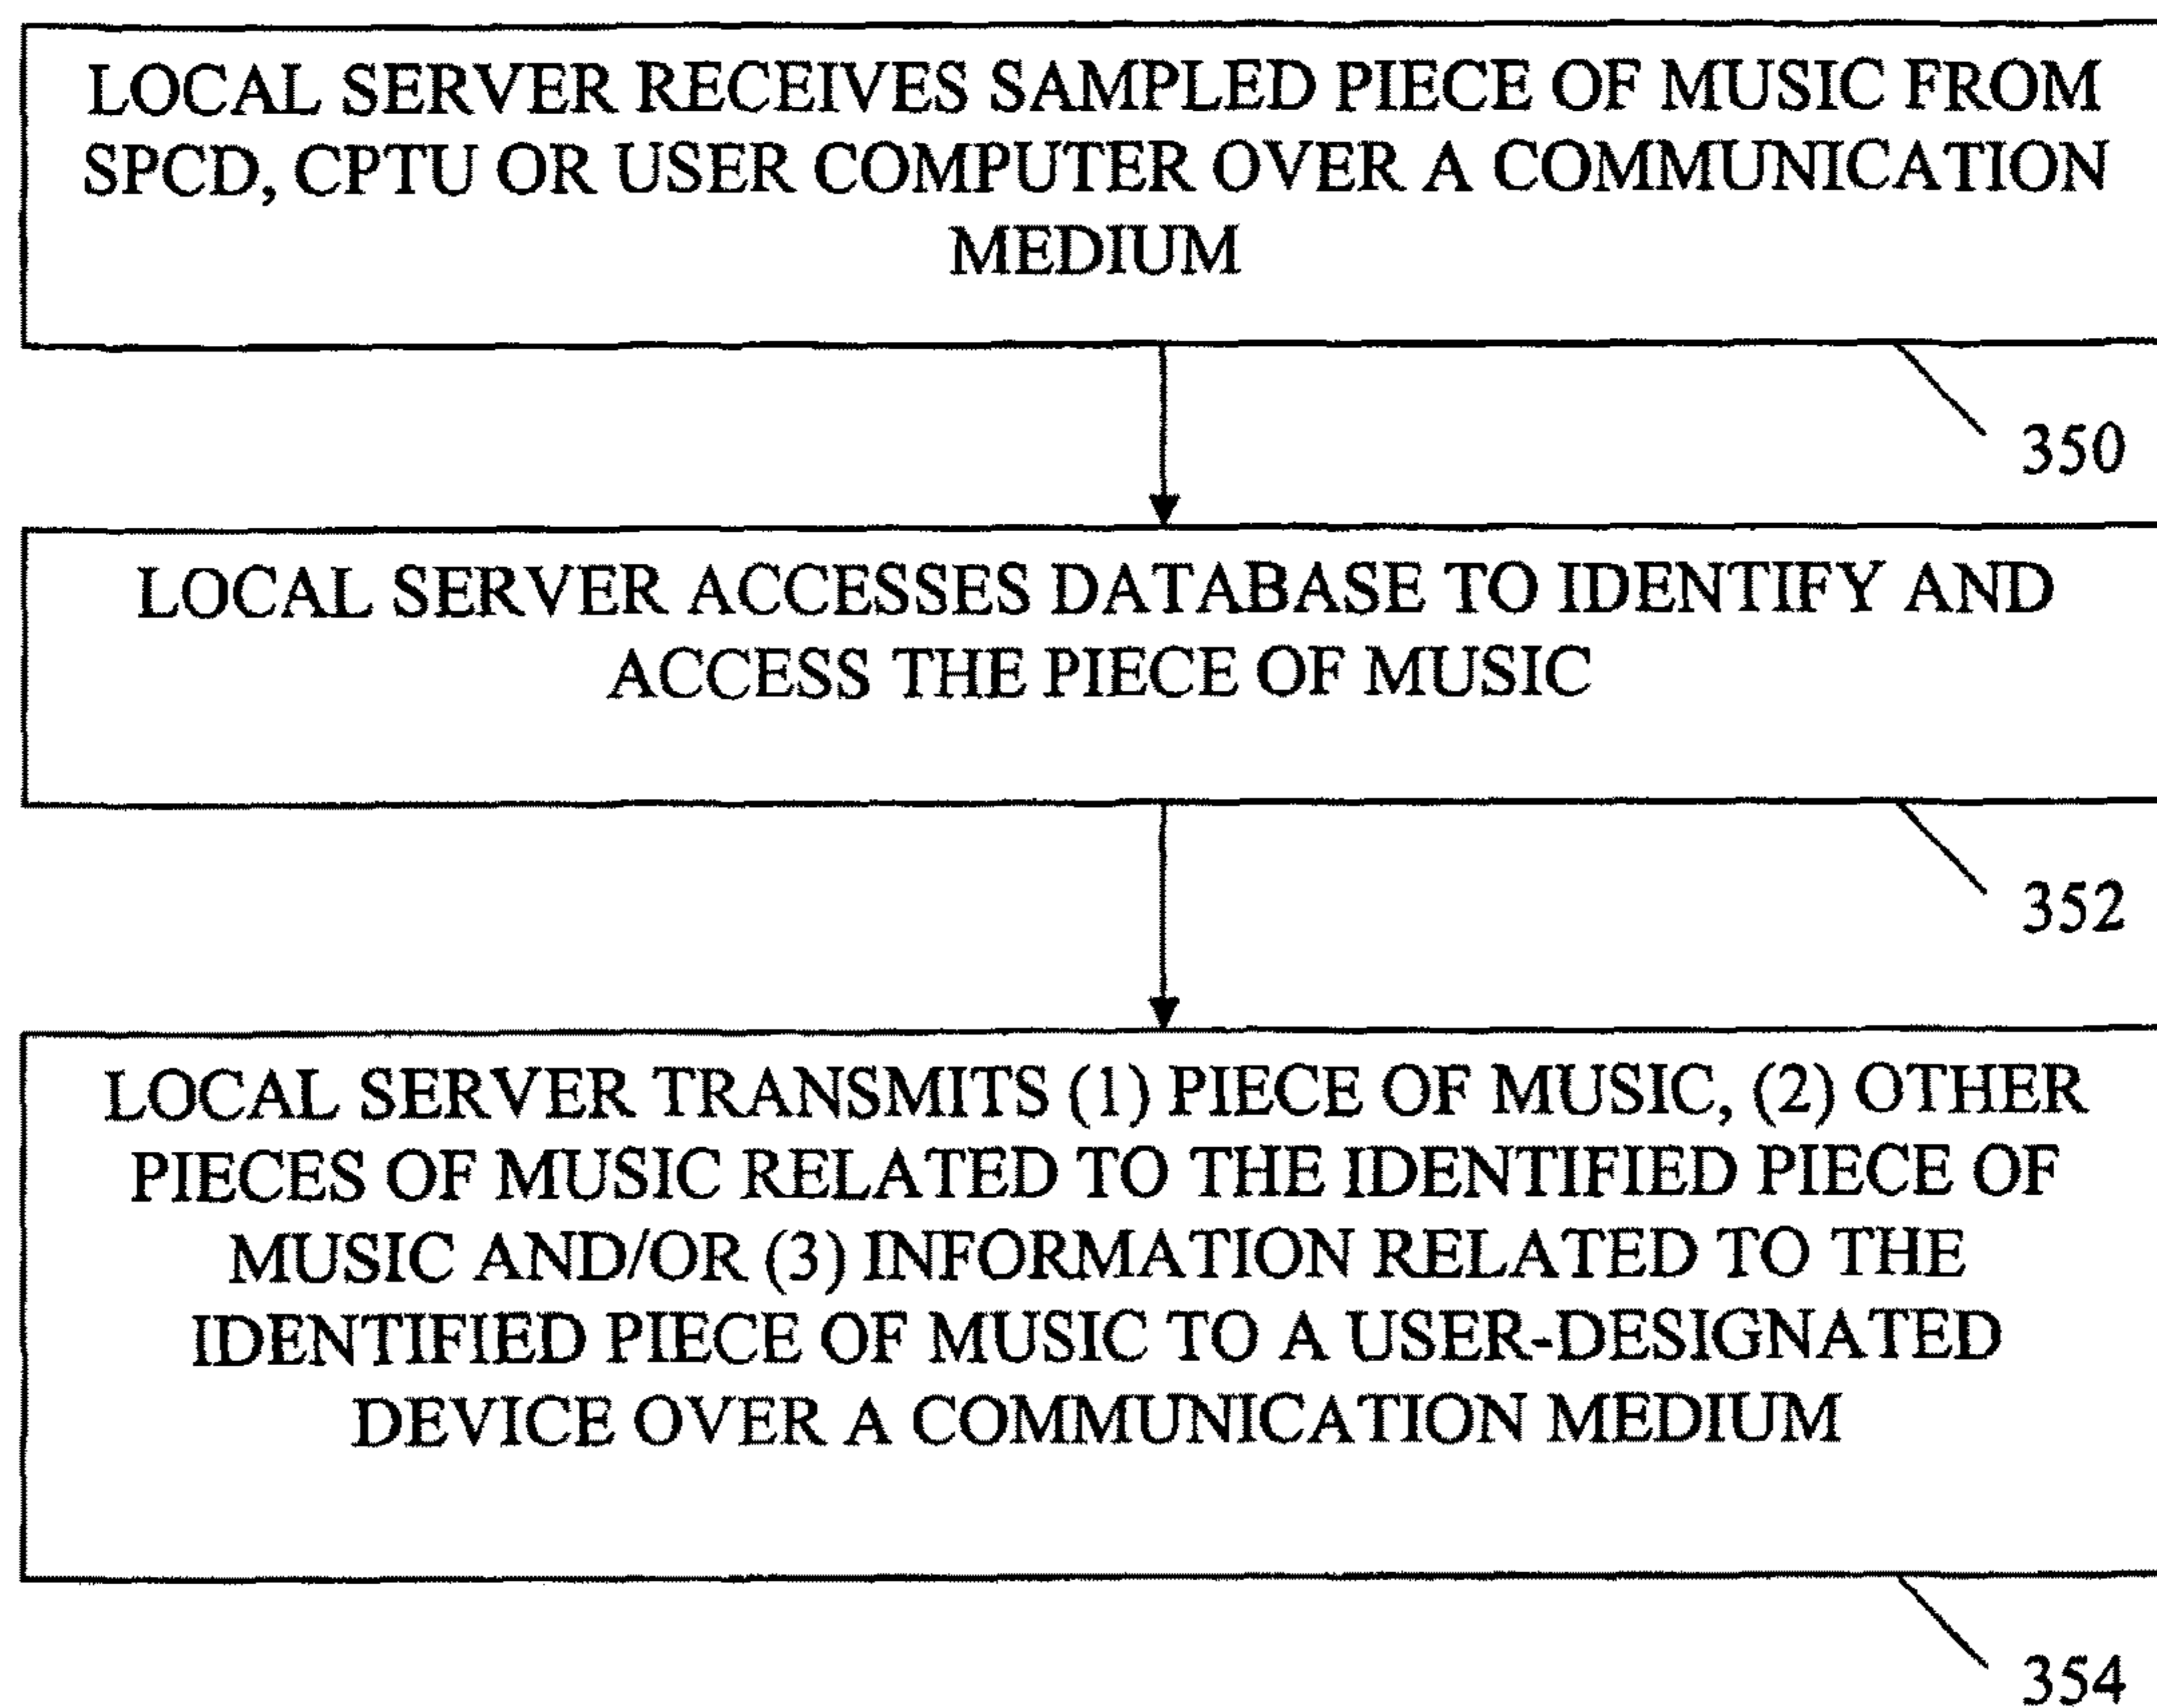 LOCAL SERVER RECEIVES SAMPLED PIECE OF MUSIC FROM
SPCD, CPTU OR USER COMPUTER OVER A COMMUNICATION
MEDIUM
350
LOCAL SERVER ACCESSES DATABASE TO IDENTIFY AND
ACCESS THE PIECE OF MUSIC
352
LOCAL SERVER TRANSMITS (1) PIECE OF MUSIC, (2) OTHER
PIECES OF MUSIC RELATED TO THE IDENTIFIED PIECE OF
MUSIC AND/OR (3) INFORMATION RELATED TO THE
IDENTIFIED PIECE OF MUSIC TO A USER-DESIGNATED
DEVICE OVER A COMMUNICATION MEDIUM
354